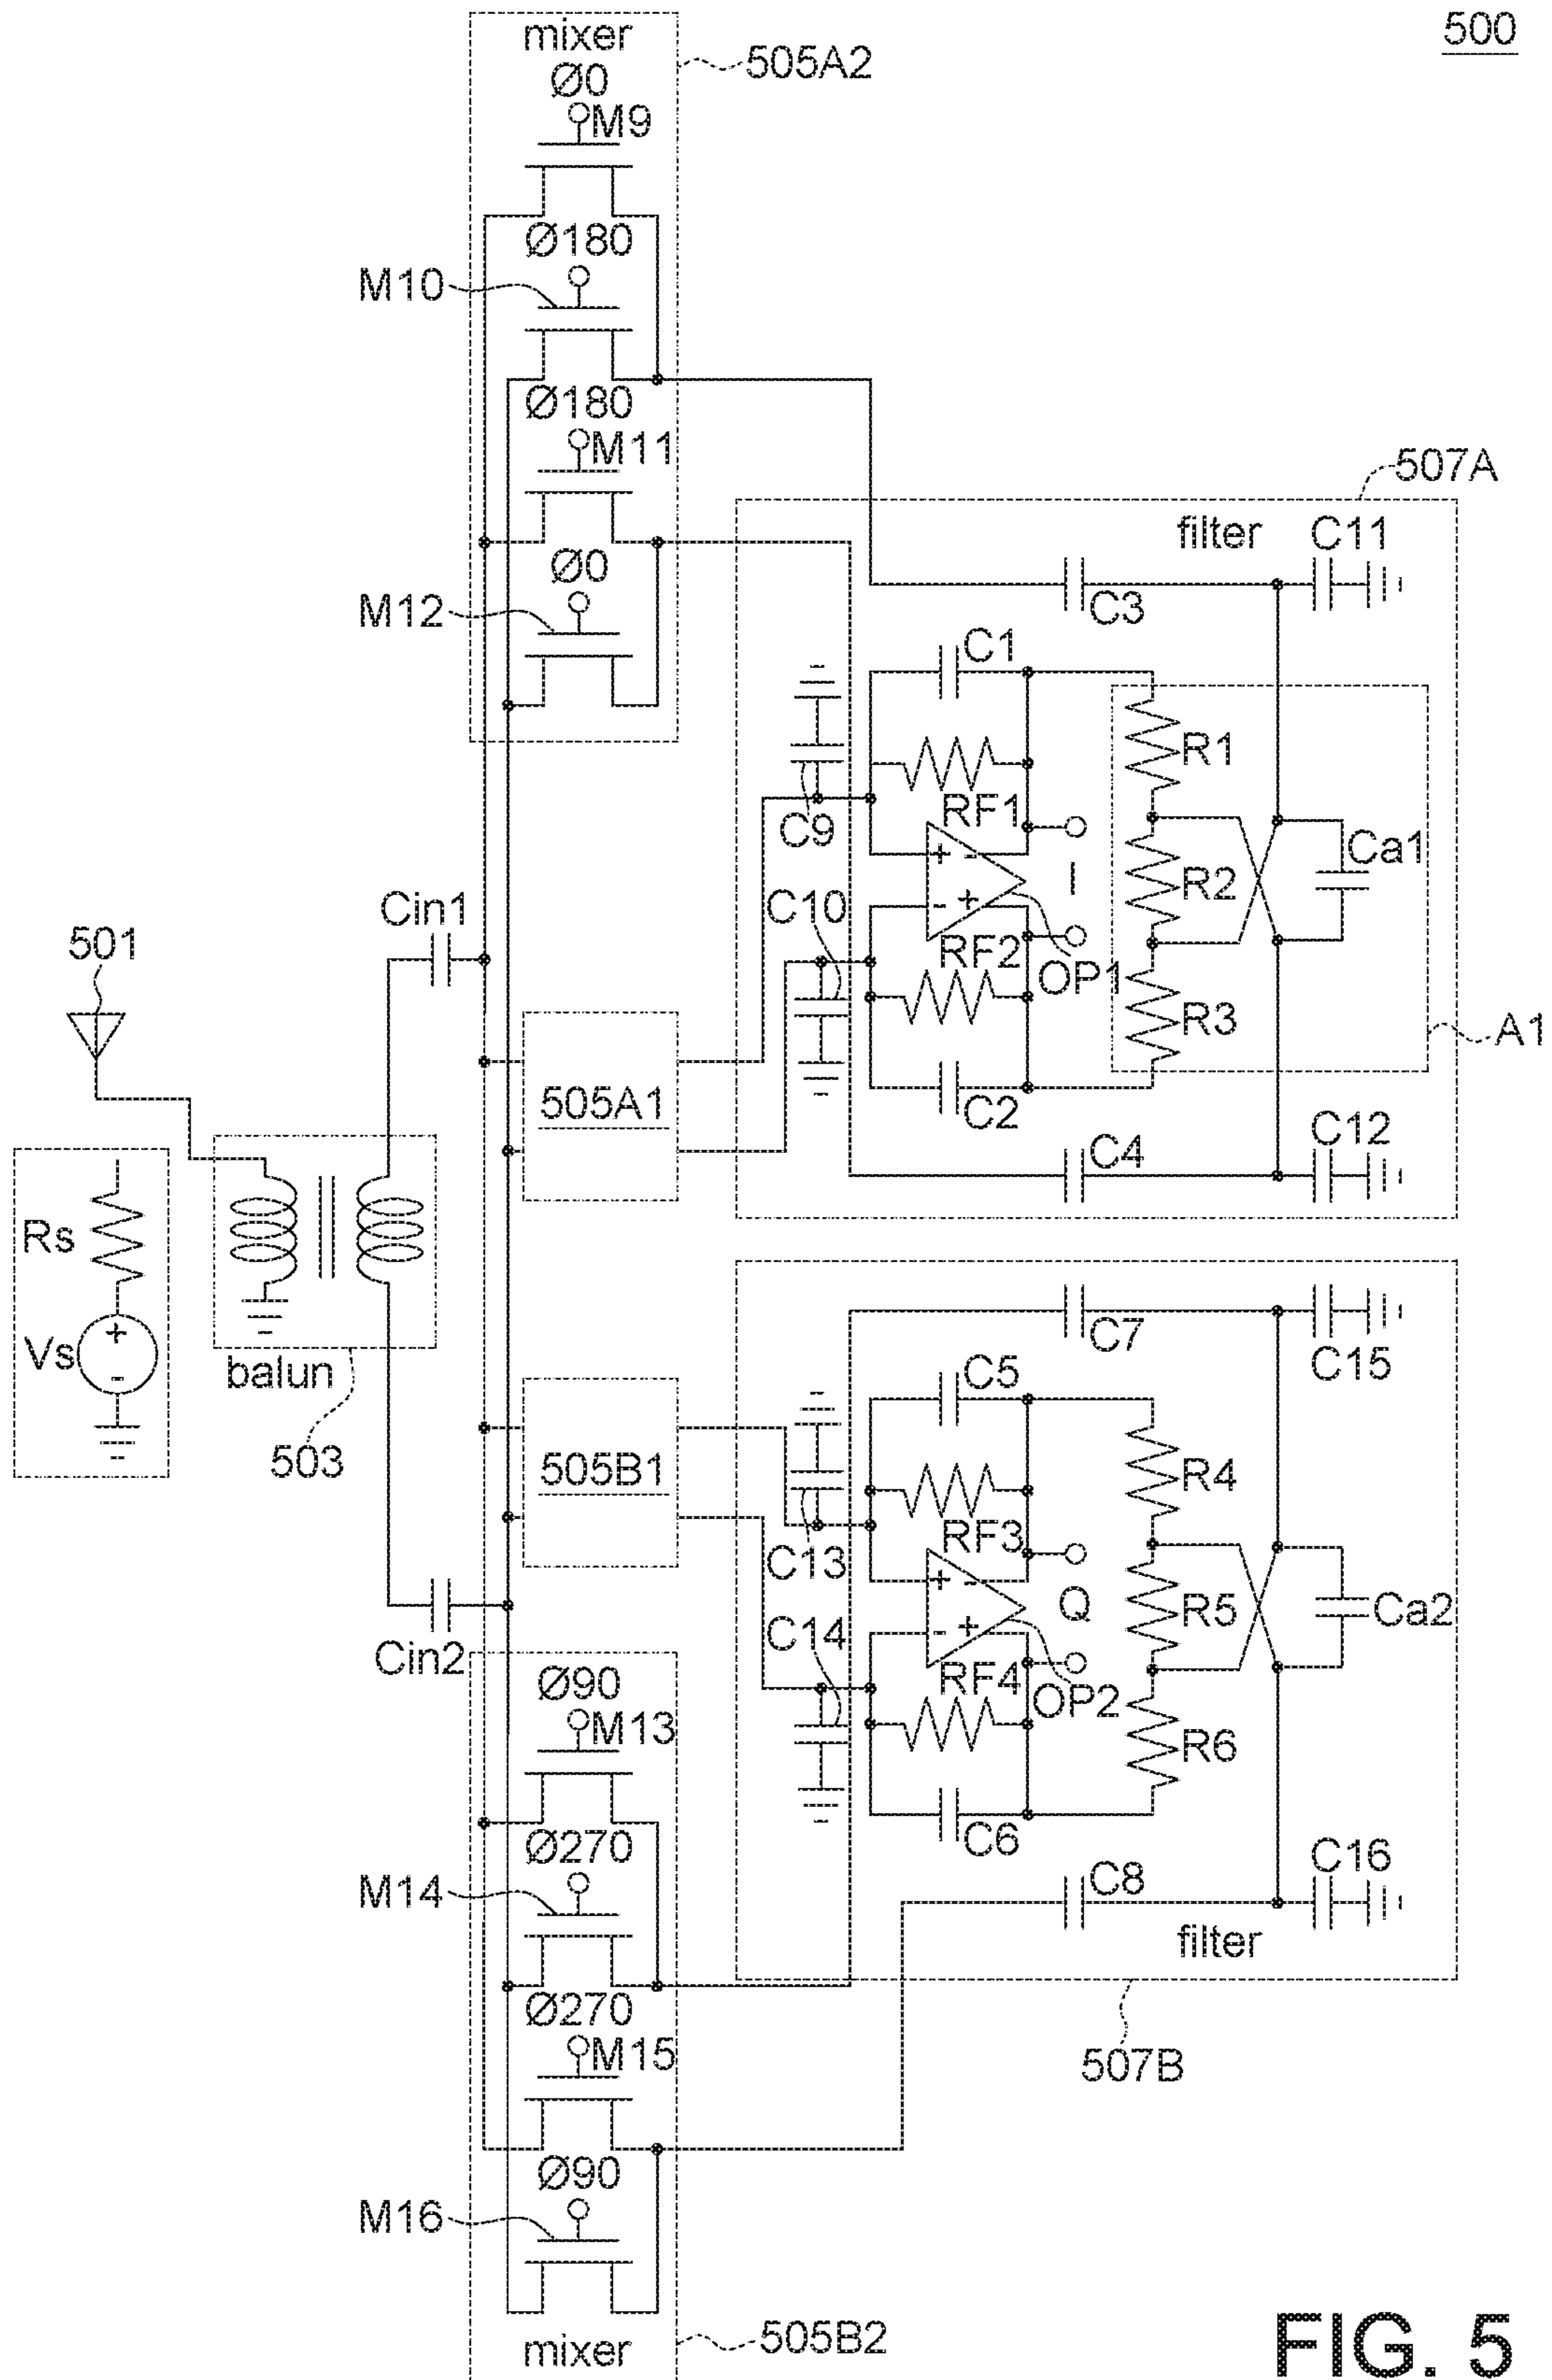 500
mixer
505A2
Ø0
M9
Ø180
M10
Ø180
M11
Ø0
M12
507A
filter
C11
C3
C1
R1
RF1
C9
Ca1
I
R2
C10
Cin1
RF2
OP1
501
R3
A1
505A1
C2
C12
C4
Rs
Vs
balun
503
C7
C15
C5
505B1
R4
RF3
C13
Q
R5
Ca2
C14
Cin2
RF4
OP2
Ø90
M13
R6
C6
Ø270
M14
C8
C16
filter
Ø270
M15
507B
Ø90
M16
505B2
mixer
FIG. 5